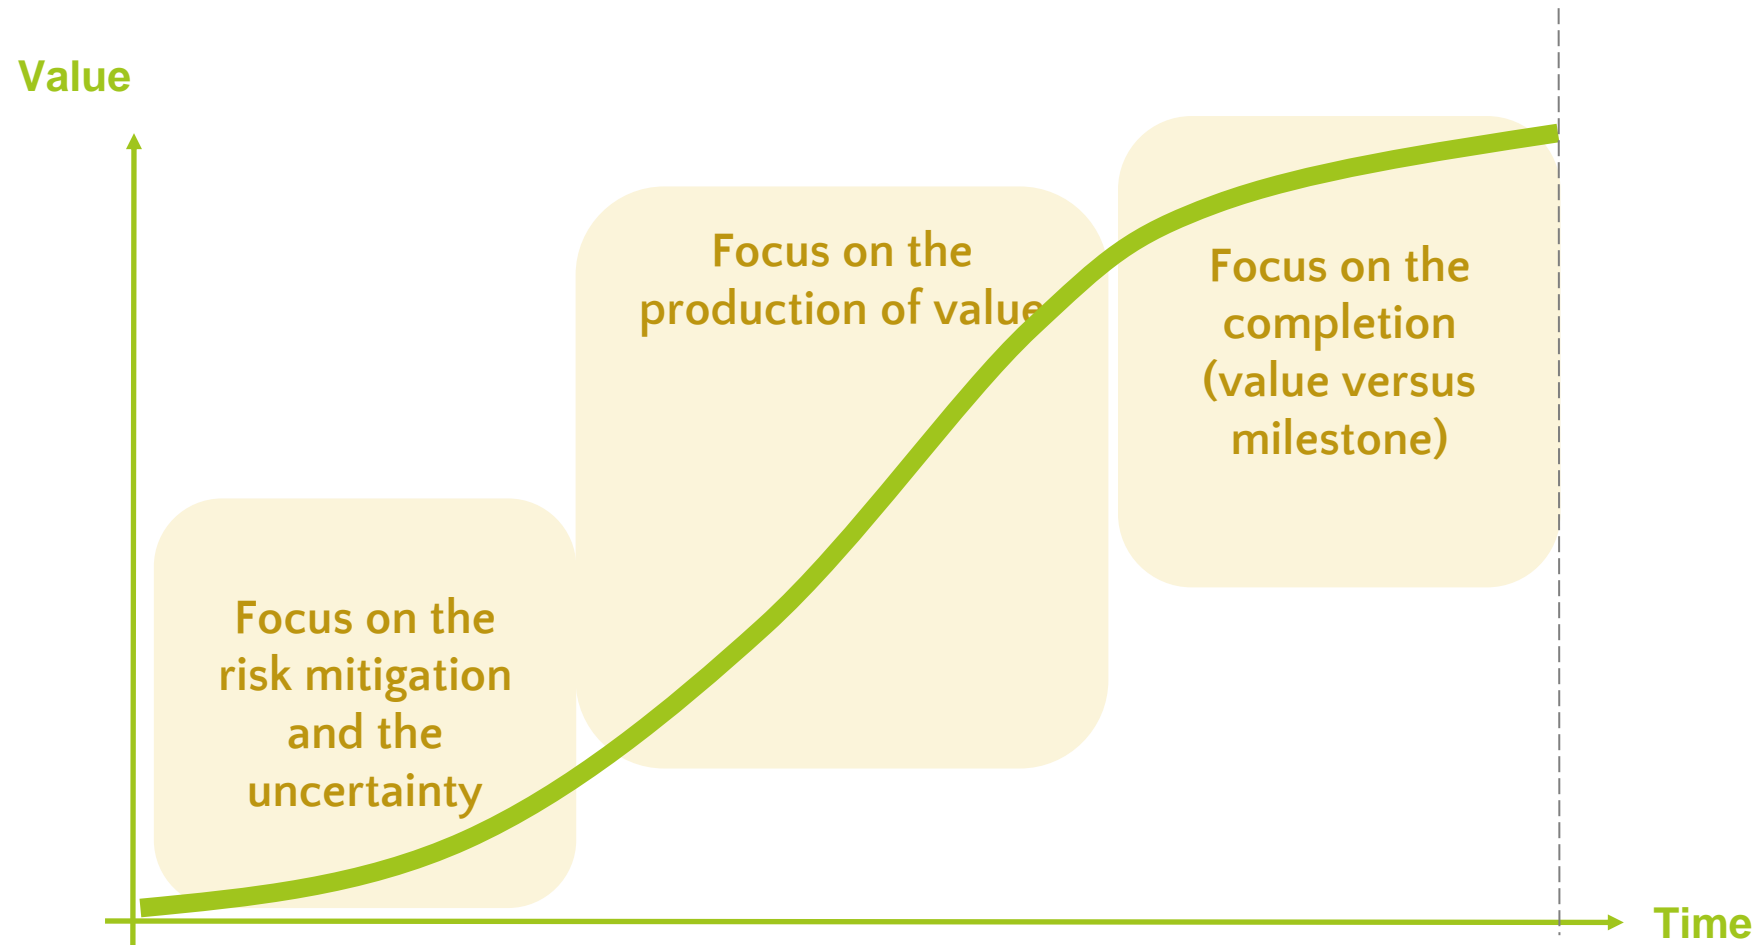 Value
Focus on the
production of value
Focus on the
completion
(value versus
milestone)
Focus on the
risk mitigation
and the
uncertainty
Time